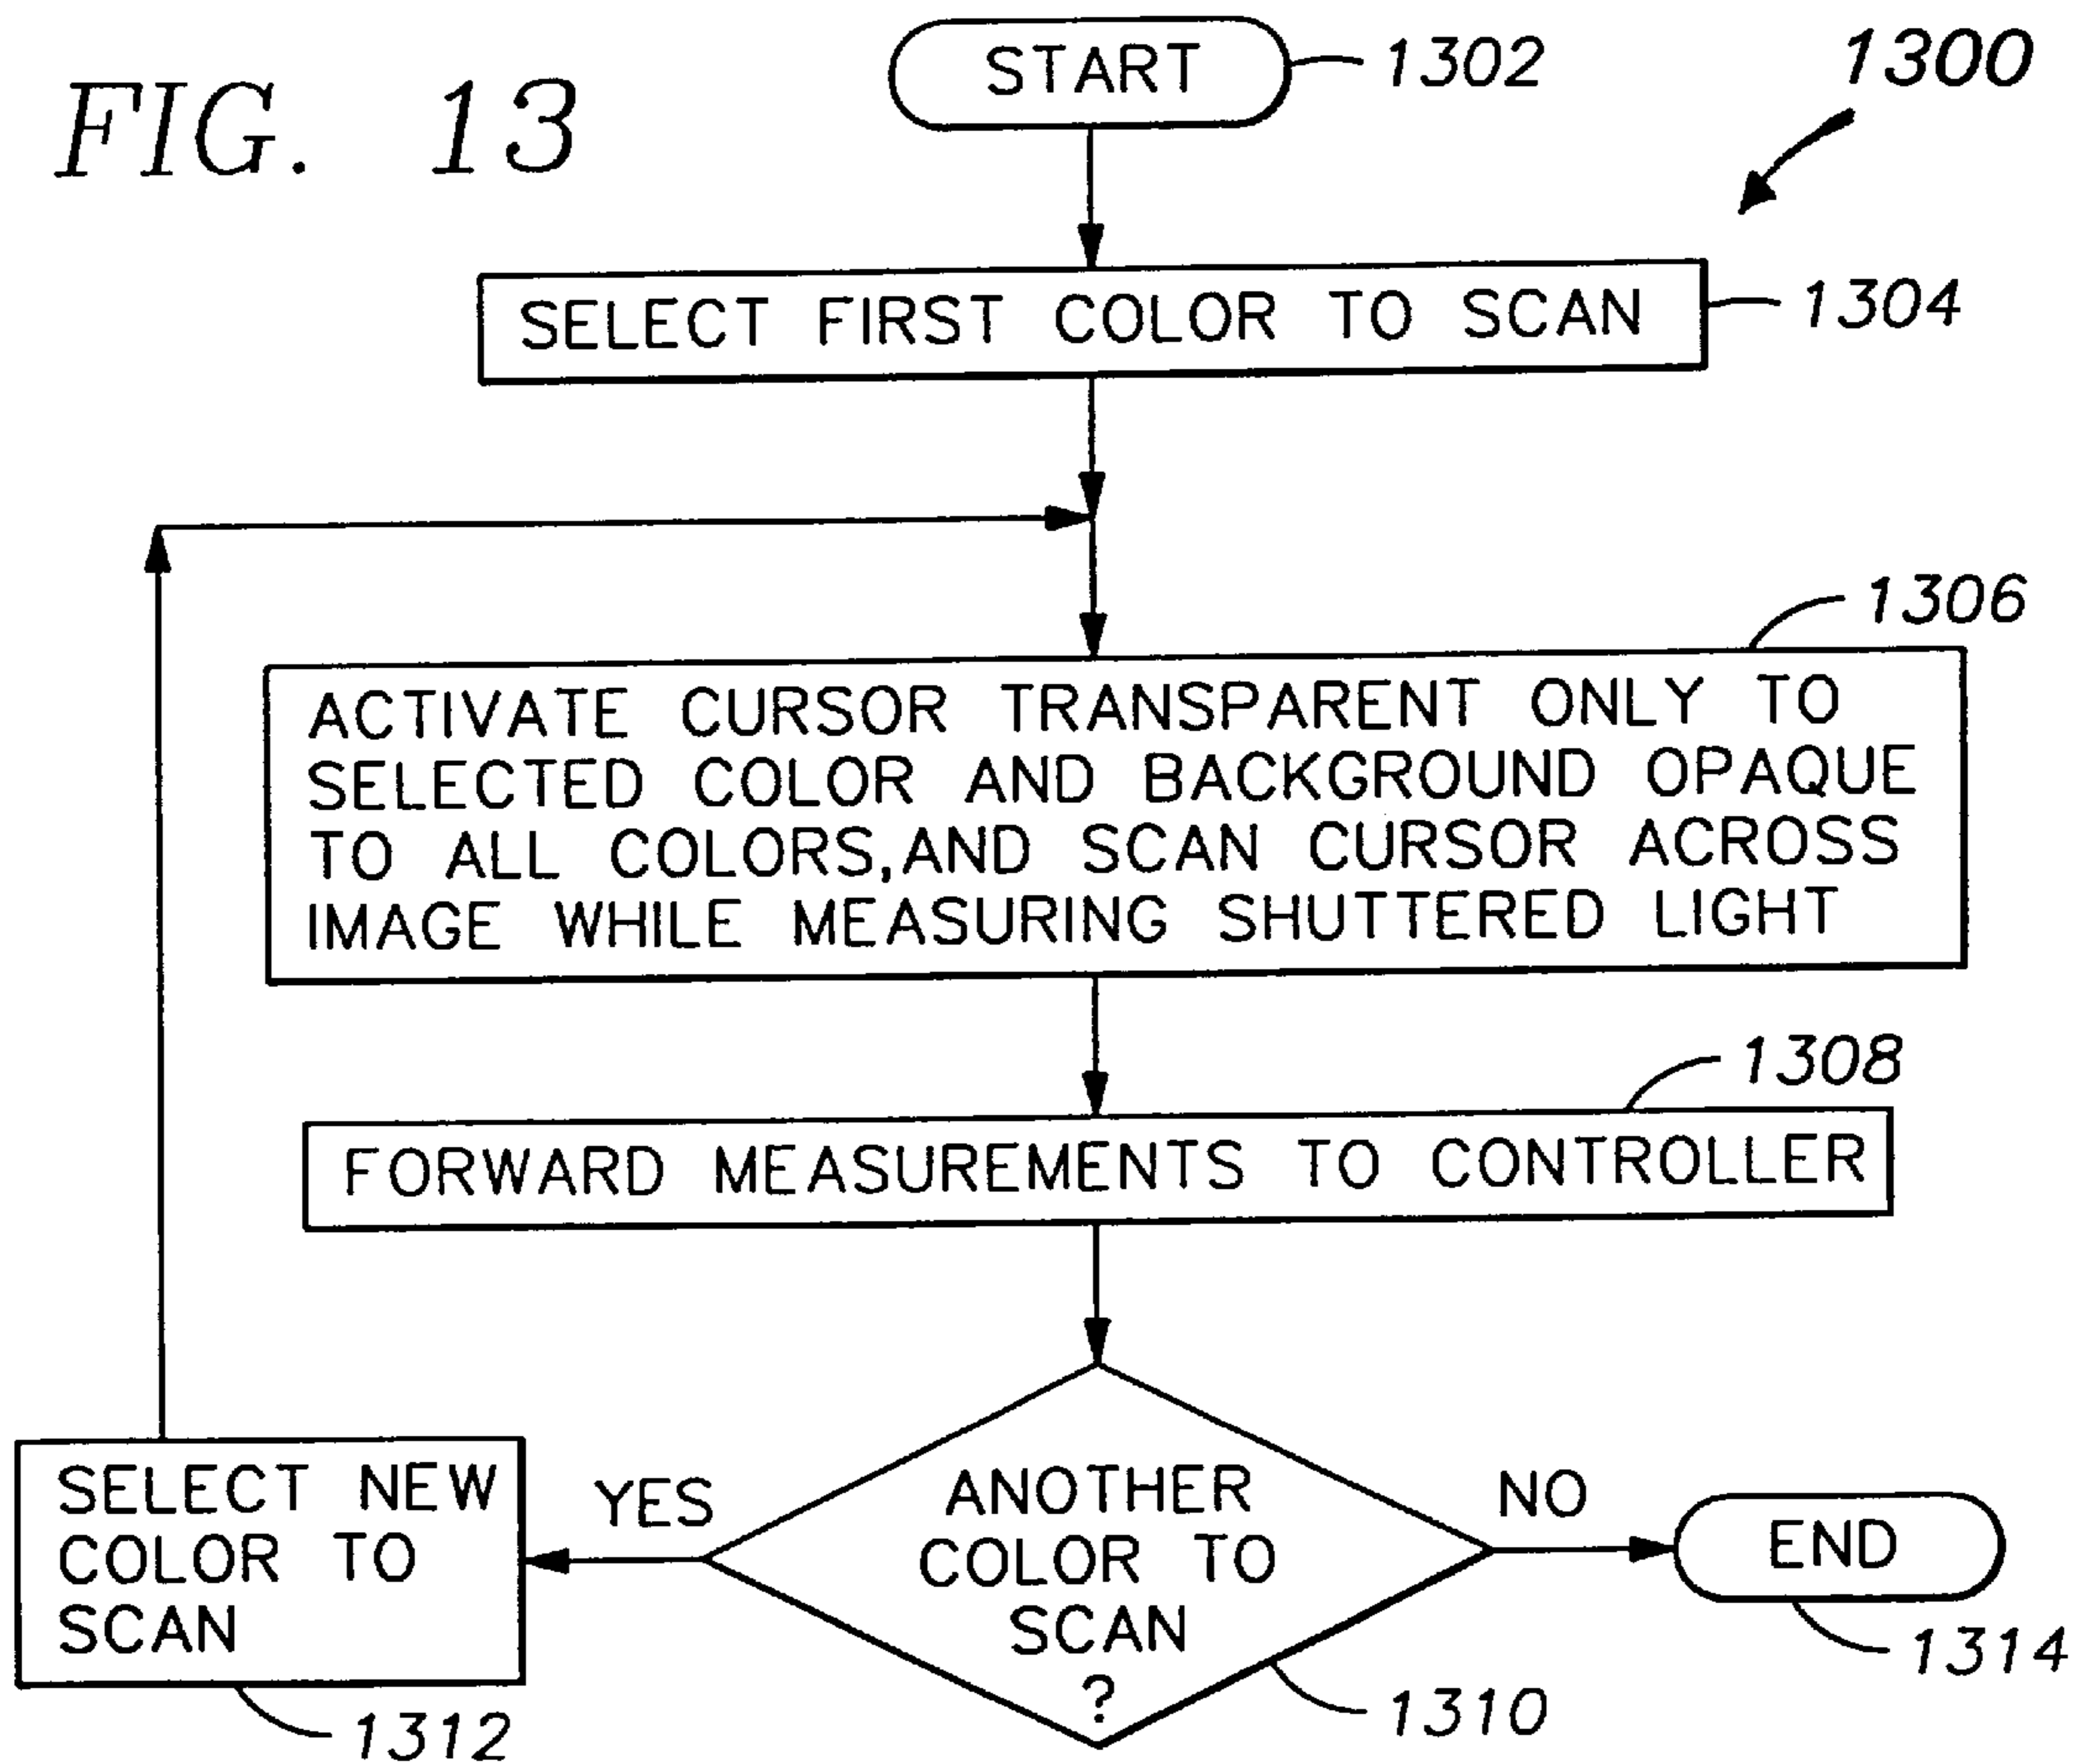 FIG. 13
START
1302
1300
SELECT FIRST COLOR TO SCAN
1304
1306
ACTIVATE CURSOR TRANSPARENT ONLY TO
SELECTED COLOR AND BACKGROUND OPAQUE
TO ALL COLORS, AND SCAN CURSOR ACROSS
IMAGE WHILE MEASURING SHUTTERED LIGHT
1308
FORWARD MEASUREMENTS TO CONTROLLER
ANOTHER
COLOR TO
SCAN
?
1310
YES
SELECT NEW
COLOR TO
SCAN
1312
NO
END
1314